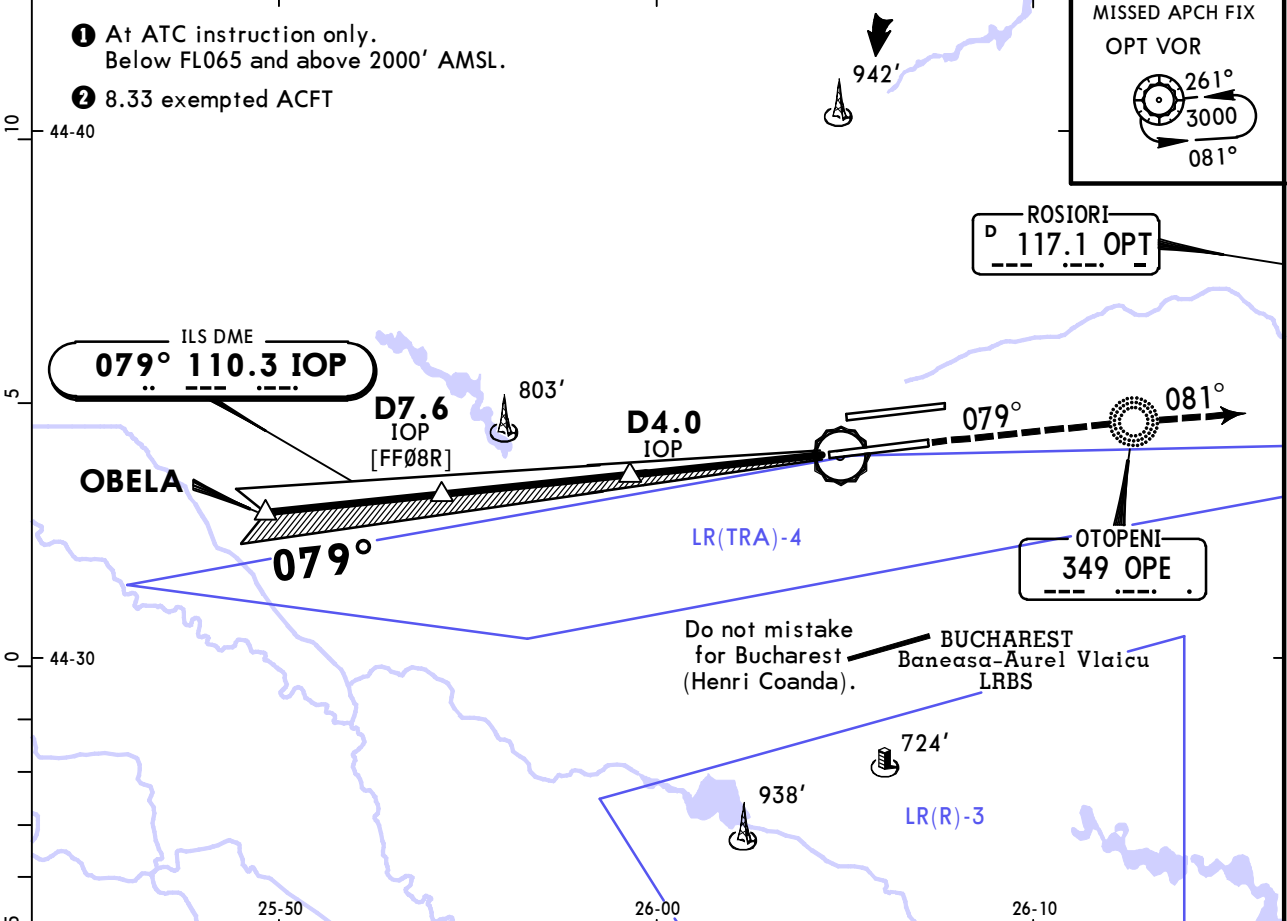 ❶ At ATC instruction only.
Below FL065 and above 2000' AMSL.
❷ 8.33 exempted ACFT
MISSED APCH FIX
OPT VOR
261°
3000
081°
942'
10
44-40
ROSIORI
D 117.1 OPT
ILS DME
079° 110.3 IOP
5
D7.6
IOP
[FFØ8R]
803'
D4.0
IOP
079°
081°
OBELA
079°
LR(TRA)-4
OTOPENI
349 OPE
Do not mistake
for Bucharest
(Henri Coanda).
BUCHAREST
Baneasa-Aurel Vlaicu
LRBS
0
44-30
724'
938'
LR(R)-3
5
25-50
26-00
26-10